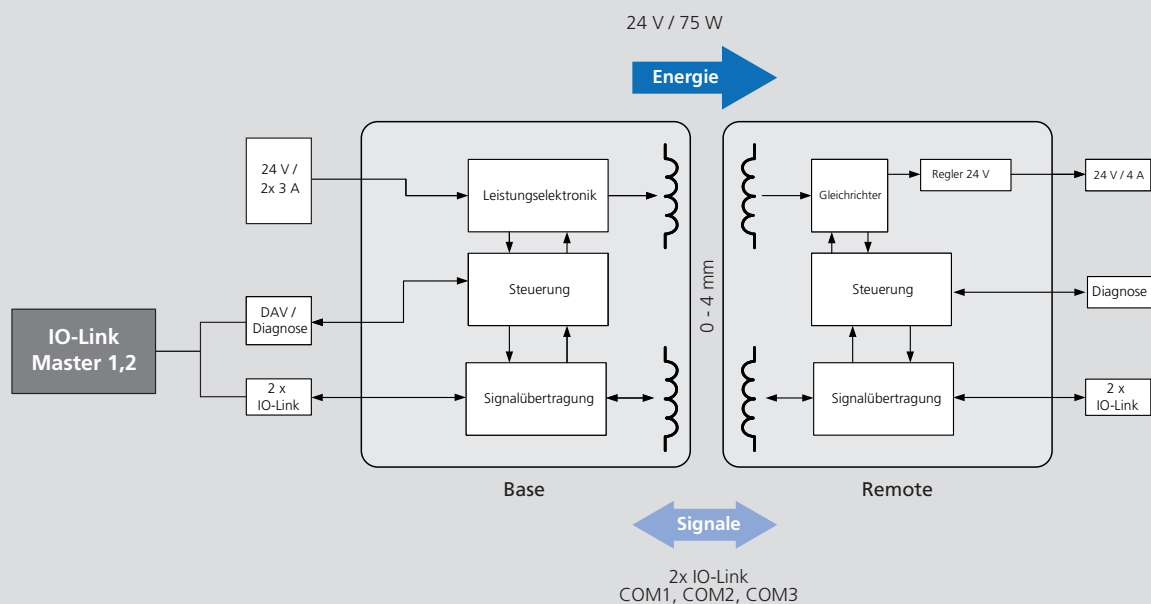 24 V / 75 W
Energie
24 V /
2x 3 A
Leistungselektronik
Gleichrichter
Regler 24 V
24 V / 4 A
Steuerung
0 - 4 mm
Steuerung
Diagnose
DAV /
Diagnose
IO-Link
Master 1,2
2 x
IO-Link
Signalübertragung
Signalübertragung
2 x
IO-Link
Base
Remote
Signale
2x IO-Link
COM1, COM2, COM3